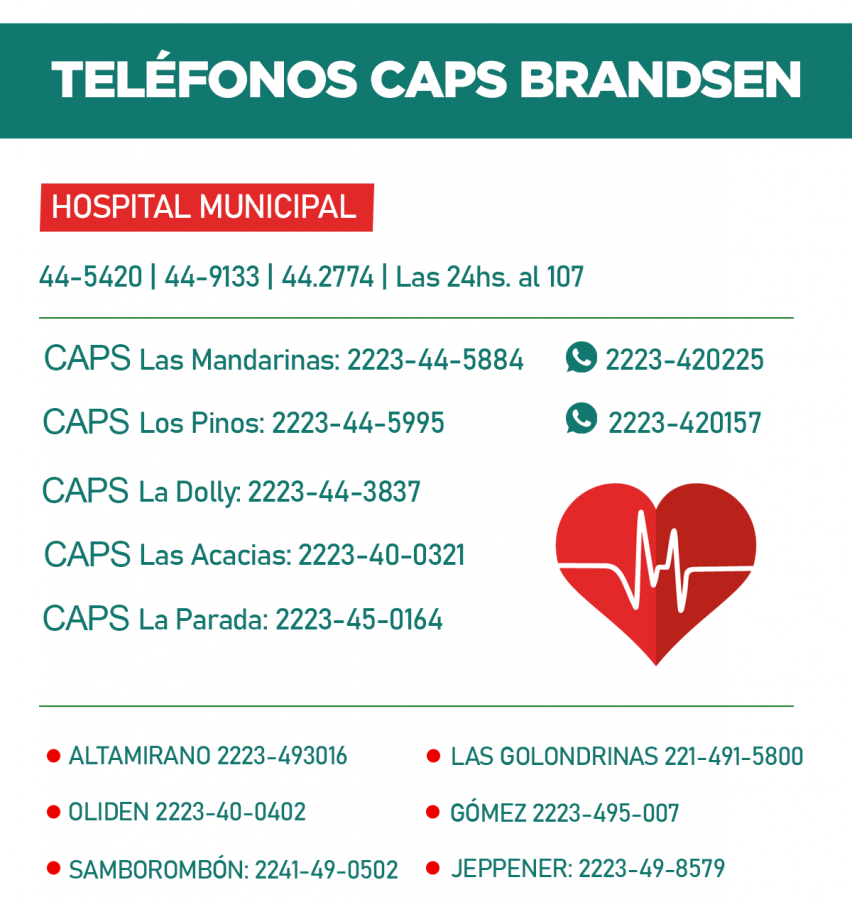 TELÉFONOS CAPS BRANDSEN
HOSPITAL MUNICIPAL
44-5420 | 44-9133 | 44.2774 | Las 24hs. al 107
CAPS Las Mandarinas: 2223-44-5884 2223-420225
CAPS Los Pinos: 2223-44-5995 2223-420157
CAPS La Dolly: 2223-44-3837
CAPS Las Acacias: 2223-40-0321
CAPS La Parada: 2223-45-0164
ALTAMIRANO 2223-493016
OLIDEN 2223-40-0402
SAMBOROMBÓN: 2241-49-0502
LAS GOLONDRINAS 221-491-5800
GÓMEZ 2223-495-007
JEPPENER: 2223-49-8579